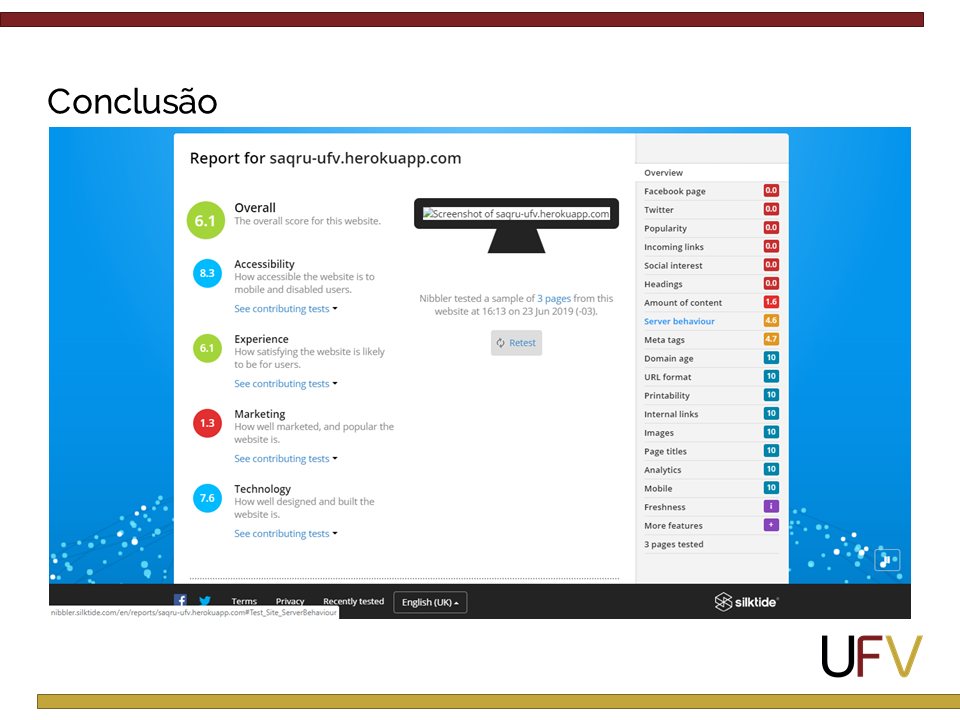 Conclusão
Report for saqru-ufv.herokuapp.com
6.1
Overall
The overall score for this website.
8.3
Accessibility
How accessible the website is to
mobile and disabled users.
See contributing tests
6.1
Experience
How satisfying the website is likely
to be for users.
See contributing tests
1.3
Marketing
How well marketed, and popular the
website is.
See contributing tests
7.6
Technology
How well designed and built the
website is.
See contributing tests
Screenshot of saqru-ufv.herokuapp.com
Nibbler tested a sample of 3 pages from this
website at 16:13 on 23 Jun 2019 (-03).
Retest
Overview
Facebook page 0.0
Twitter 0.0
Popularity 0.0
Incoming links 0.0
Social interest 0.0
Headings 0.0
Amount of content 1.6
Server behaviour 4.6
Meta tags 4.7
Domain age 10
URL format 10
Printability 10
Internal links 10
Images 10
Page titles 10
Analytics 10
Mobile 10
Freshness i
More features +
3 pages tested
Terms Privacy Recently tested English (UK)
silktide
nibbler.silktide.com/en/reports/saqru-ufv.herokuapp.com#Test_Site_ServerBehaviour
UFV